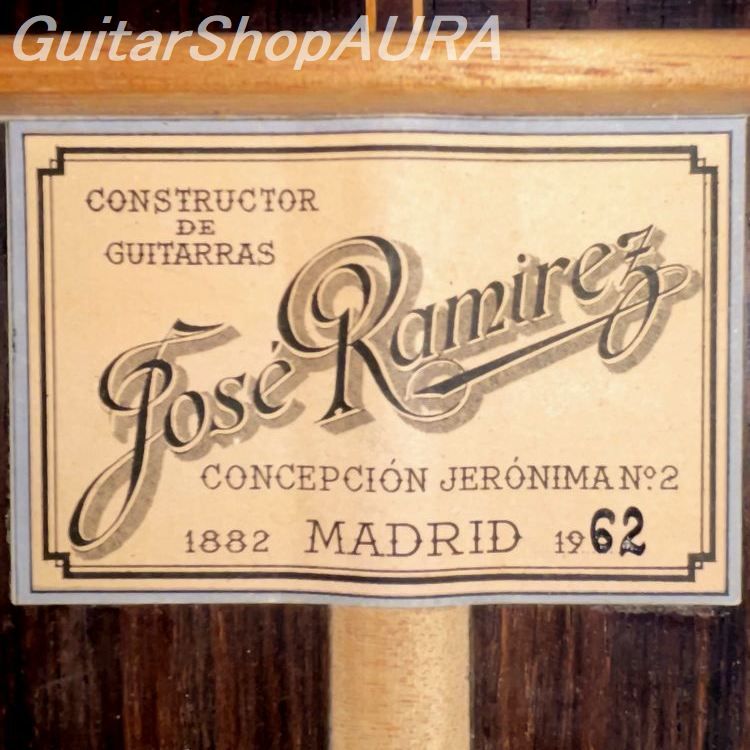 GuitarShopAURA
CONSTRUCTOR
DE
GUITARRAS
José Ramirez
CONCEPCIÓN JERÓNIMA Nº2
1882 MADRID 1962